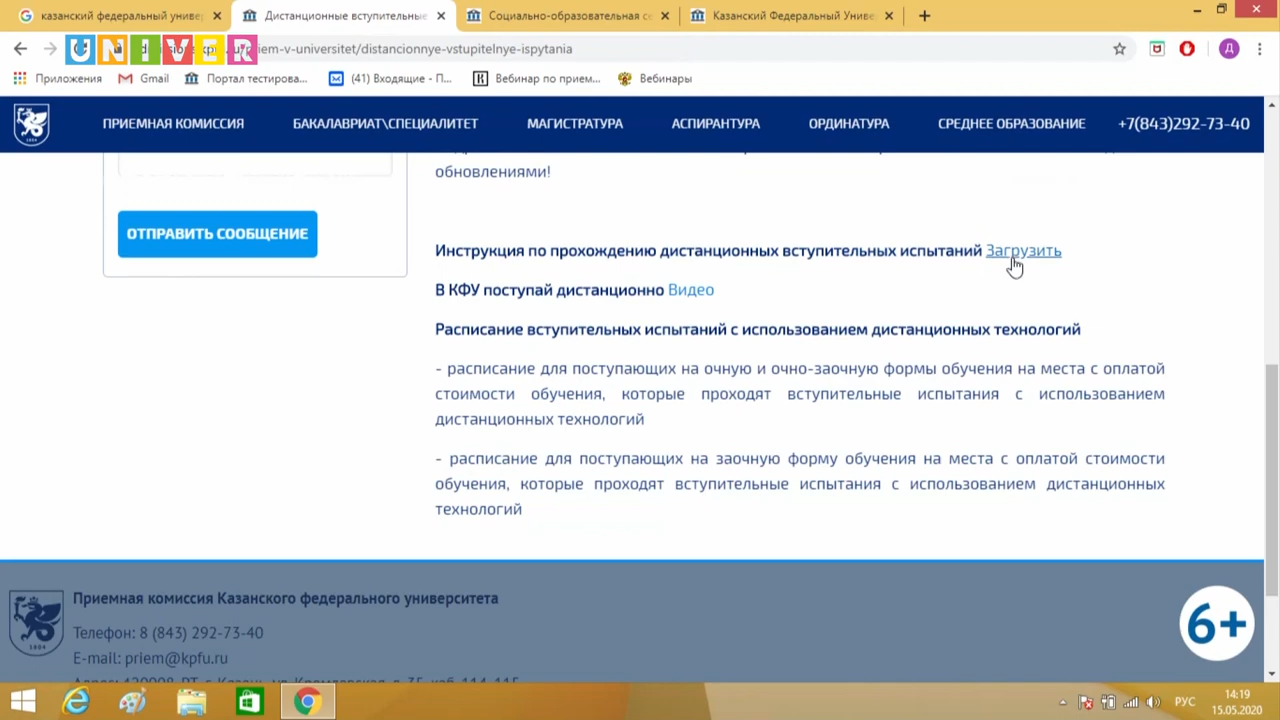 казанский федеральный универ
Дистанционные вступительные
Социально-образовательная се
Казанский Федеральный Униве
UNIVER
u/priem-v-universitet/distancionnye-vstupitelnye-ispytania
Д
Приложения
Gmail
Портал тестирова...
(41) Входящие - П...
Вебинар по прием...
Вебинары
ПРИЕМНАЯ КОМИССИЯ
БАКАЛАВРИАТ\СПЕЦИАЛИТЕТ
МАГИСТРАТУРА
АСПИРАНТУРА
ОРДИНАТУРА
СРЕДНЕЕ ОБРАЗОВАНИЕ
+7(843)292-73-40
обновлениями!
ОТПРАВИТЬ СООБЩЕНИЕ
Инструкция по прохождению дистанционных вступительных испытаний Загрузить
В КФУ поступай дистанционно Видео
Расписание вступительных испытаний с использованием дистанционных технологий
- расписание для поступающих на очную и очно-заочную формы обучения на места с оплатой
стоимости обучения, которые проходят вступительные испытания с использованием
дистанционных технологий
- расписание для поступающих на заочную форму обучения на места с оплатой стоимости
обучения, которые проходят вступительные испытания с использованием дистанционных
технологий
Приемная комиссия Казанского федерального университета
Телефон: 8 (843) 292-73-40
E-mail: priem@kpfu.ru
6+
РУС
14:19
15.05.2020